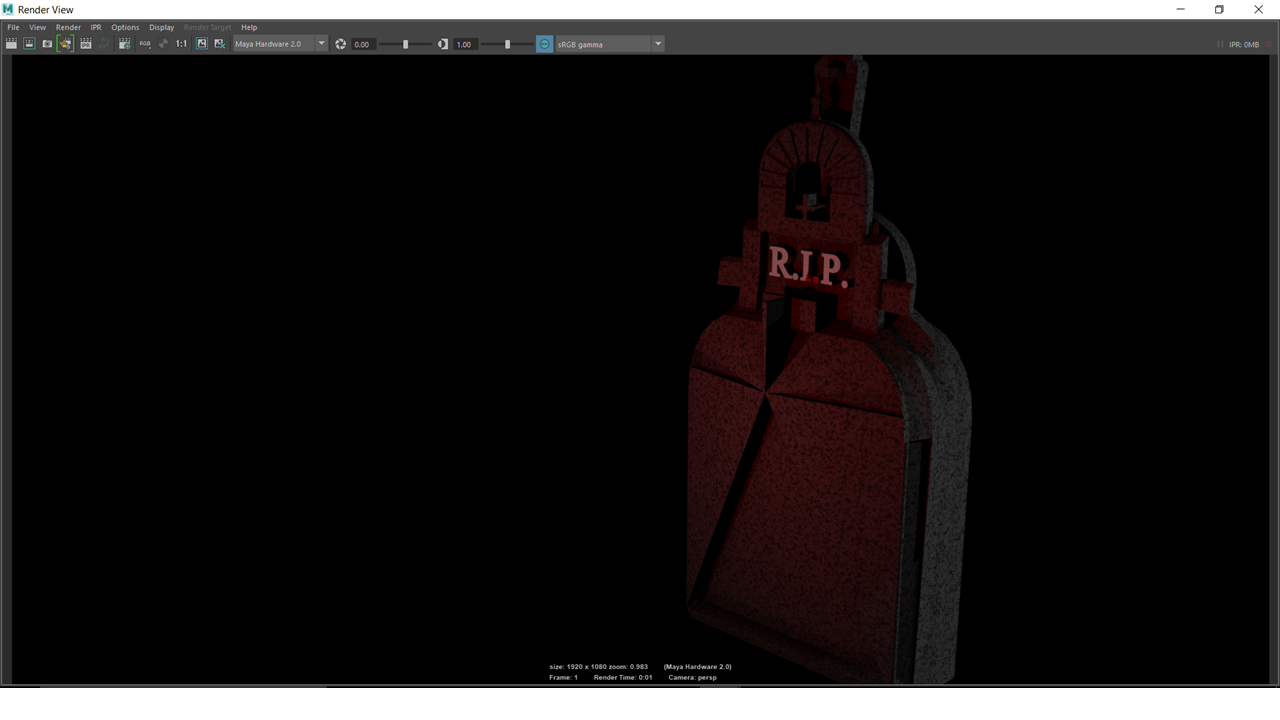 Render View
File View Render IPR Options Display Render Target Help
RGB 1:1 IPR Maya Hardware 2.0 0.00 1.00 sRGB gamma IPR: 0MB
R.I.P.
size: 1920 x 1080 zoom: 0.983 (Maya Hardware 2.0)
Frame: 1 Render Time: 0:01 Camera: persp